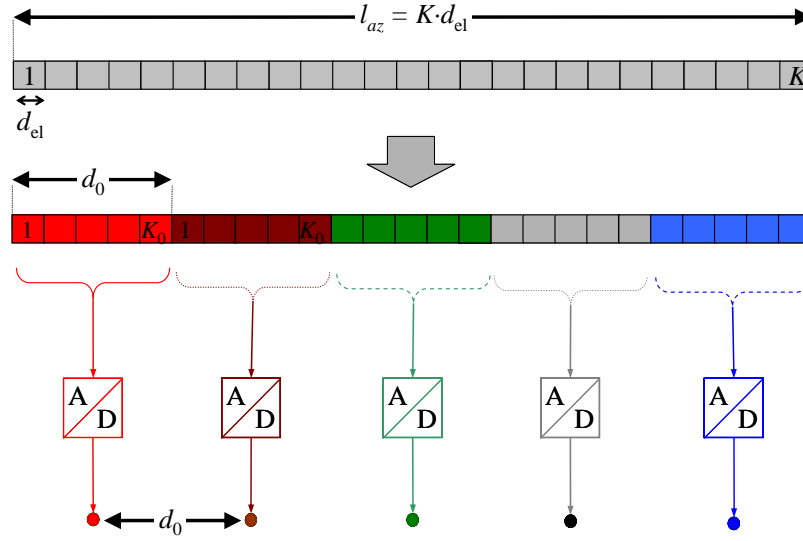 l_az = K·d_el
1 K
d_el
d_0
1 K_0 1 K_0
A A A A A
D D D D D
d_0